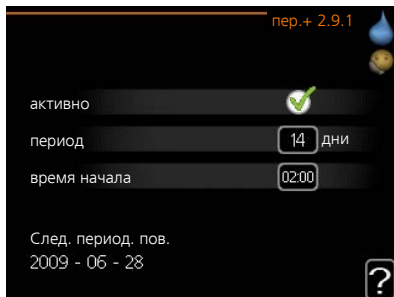 пер.+ 2.9.1
активно
период 14 дни
время начала 02:00
След. период. пов.
2009 - 06 - 28
?